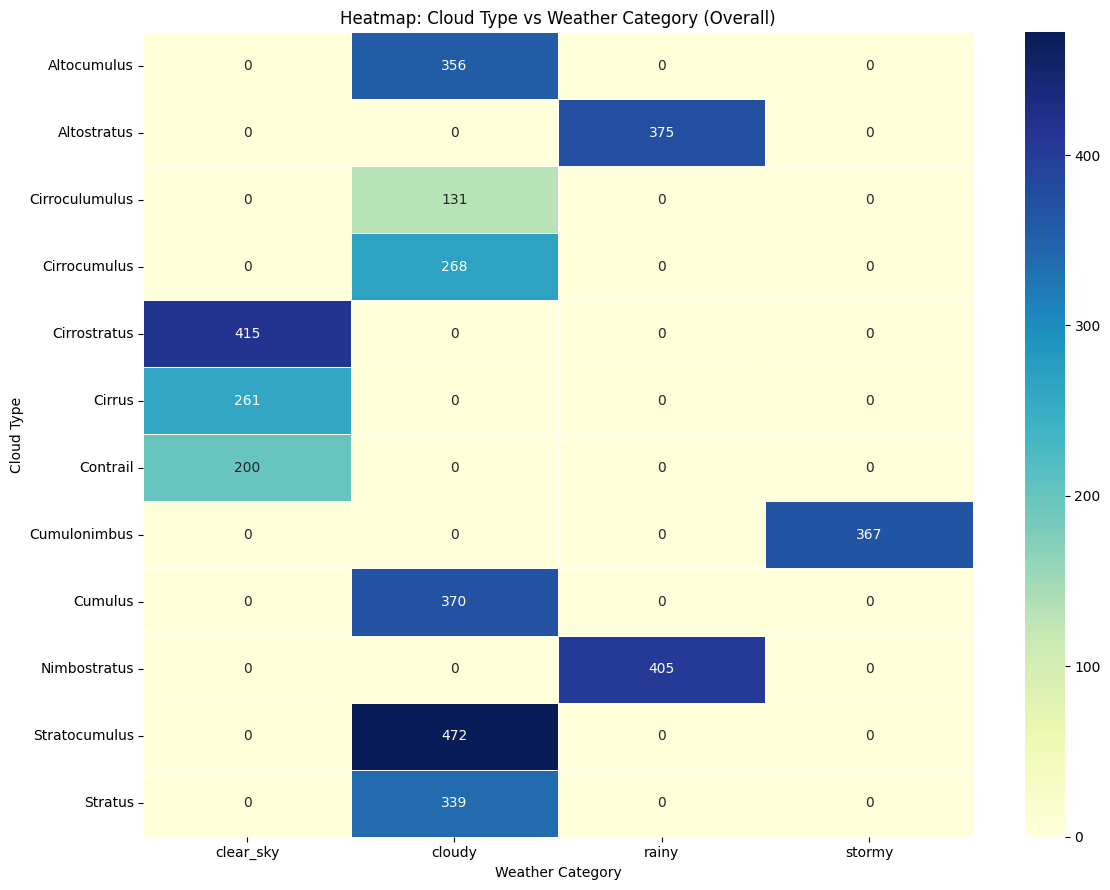 Heatmap: Cloud Type vs Weather Category (Overall)
Cloud Type
Altocumulus 0 356 0 0
Altostratus 0 0 375 0
Cirroculumulus 0 131 0 0
Cirrocumulus 0 268 0 0
Cirrostratus 415 0 0 0
Cirrus 261 0 0 0
Contrail 200 0 0 0
Cumulonimbus 0 0 0 367
Cumulus 0 370 0 0
Nimbostratus 0 0 405 0
Stratocumulus 0 472 0 0
Stratus 0 339 0 0
clear_sky cloudy rainy stormy
Weather Category
400
300
200
100
0